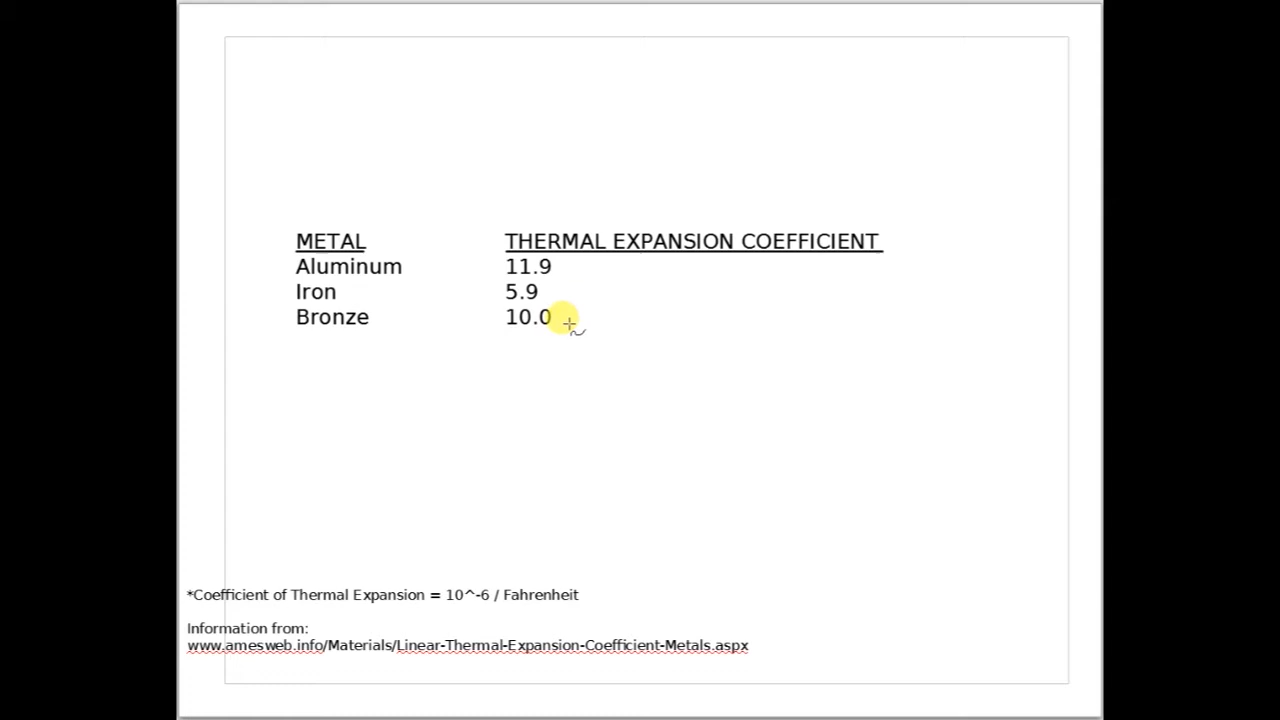 METAL THERMAL EXPANSION COEFFICIENT
Aluminum 11.9
Iron 5.9
Bronze 10.0
*Coefficient of Thermal Expansion = 10^-6 / Fahrenheit
Information from:
www.amesweb.info/Materials/Linear-Thermal-Expansion-Coefficient-Metals.aspx